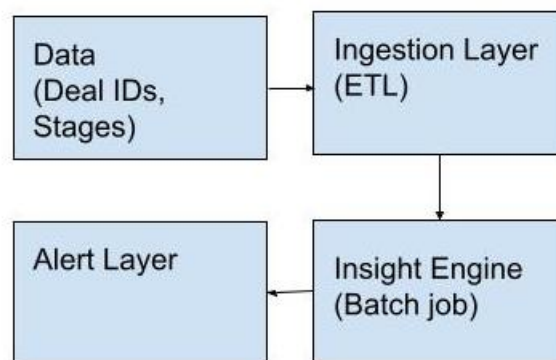 Data
(Deal IDs,
Stages)
Ingestion Layer
(ETL)
Alert Layer
Insight Engine
(Batch job)